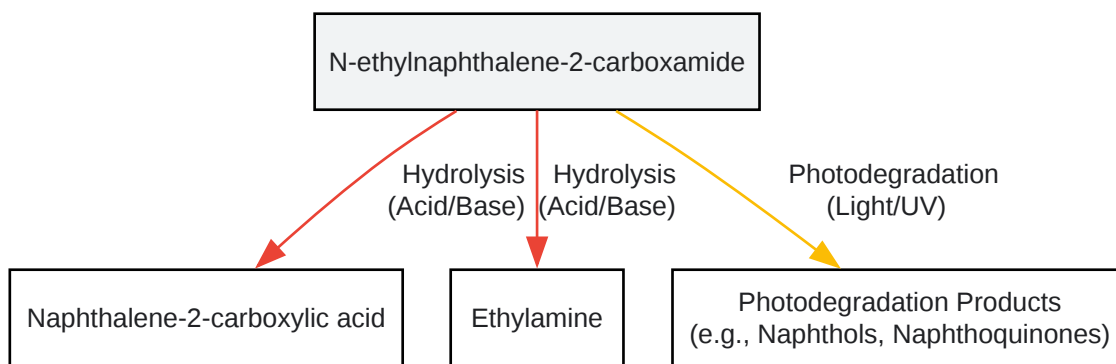 N-ethylnaphthalene-2-carboxamide
Hydrolysis
(Acid/Base)
Hydrolysis
(Acid/Base)
Photodegradation
(Light/UV)
Naphthalene-2-carboxylic acid
Ethylamine
Photodegradation Products
(e.g., Naphthols, Naphthoquinones)